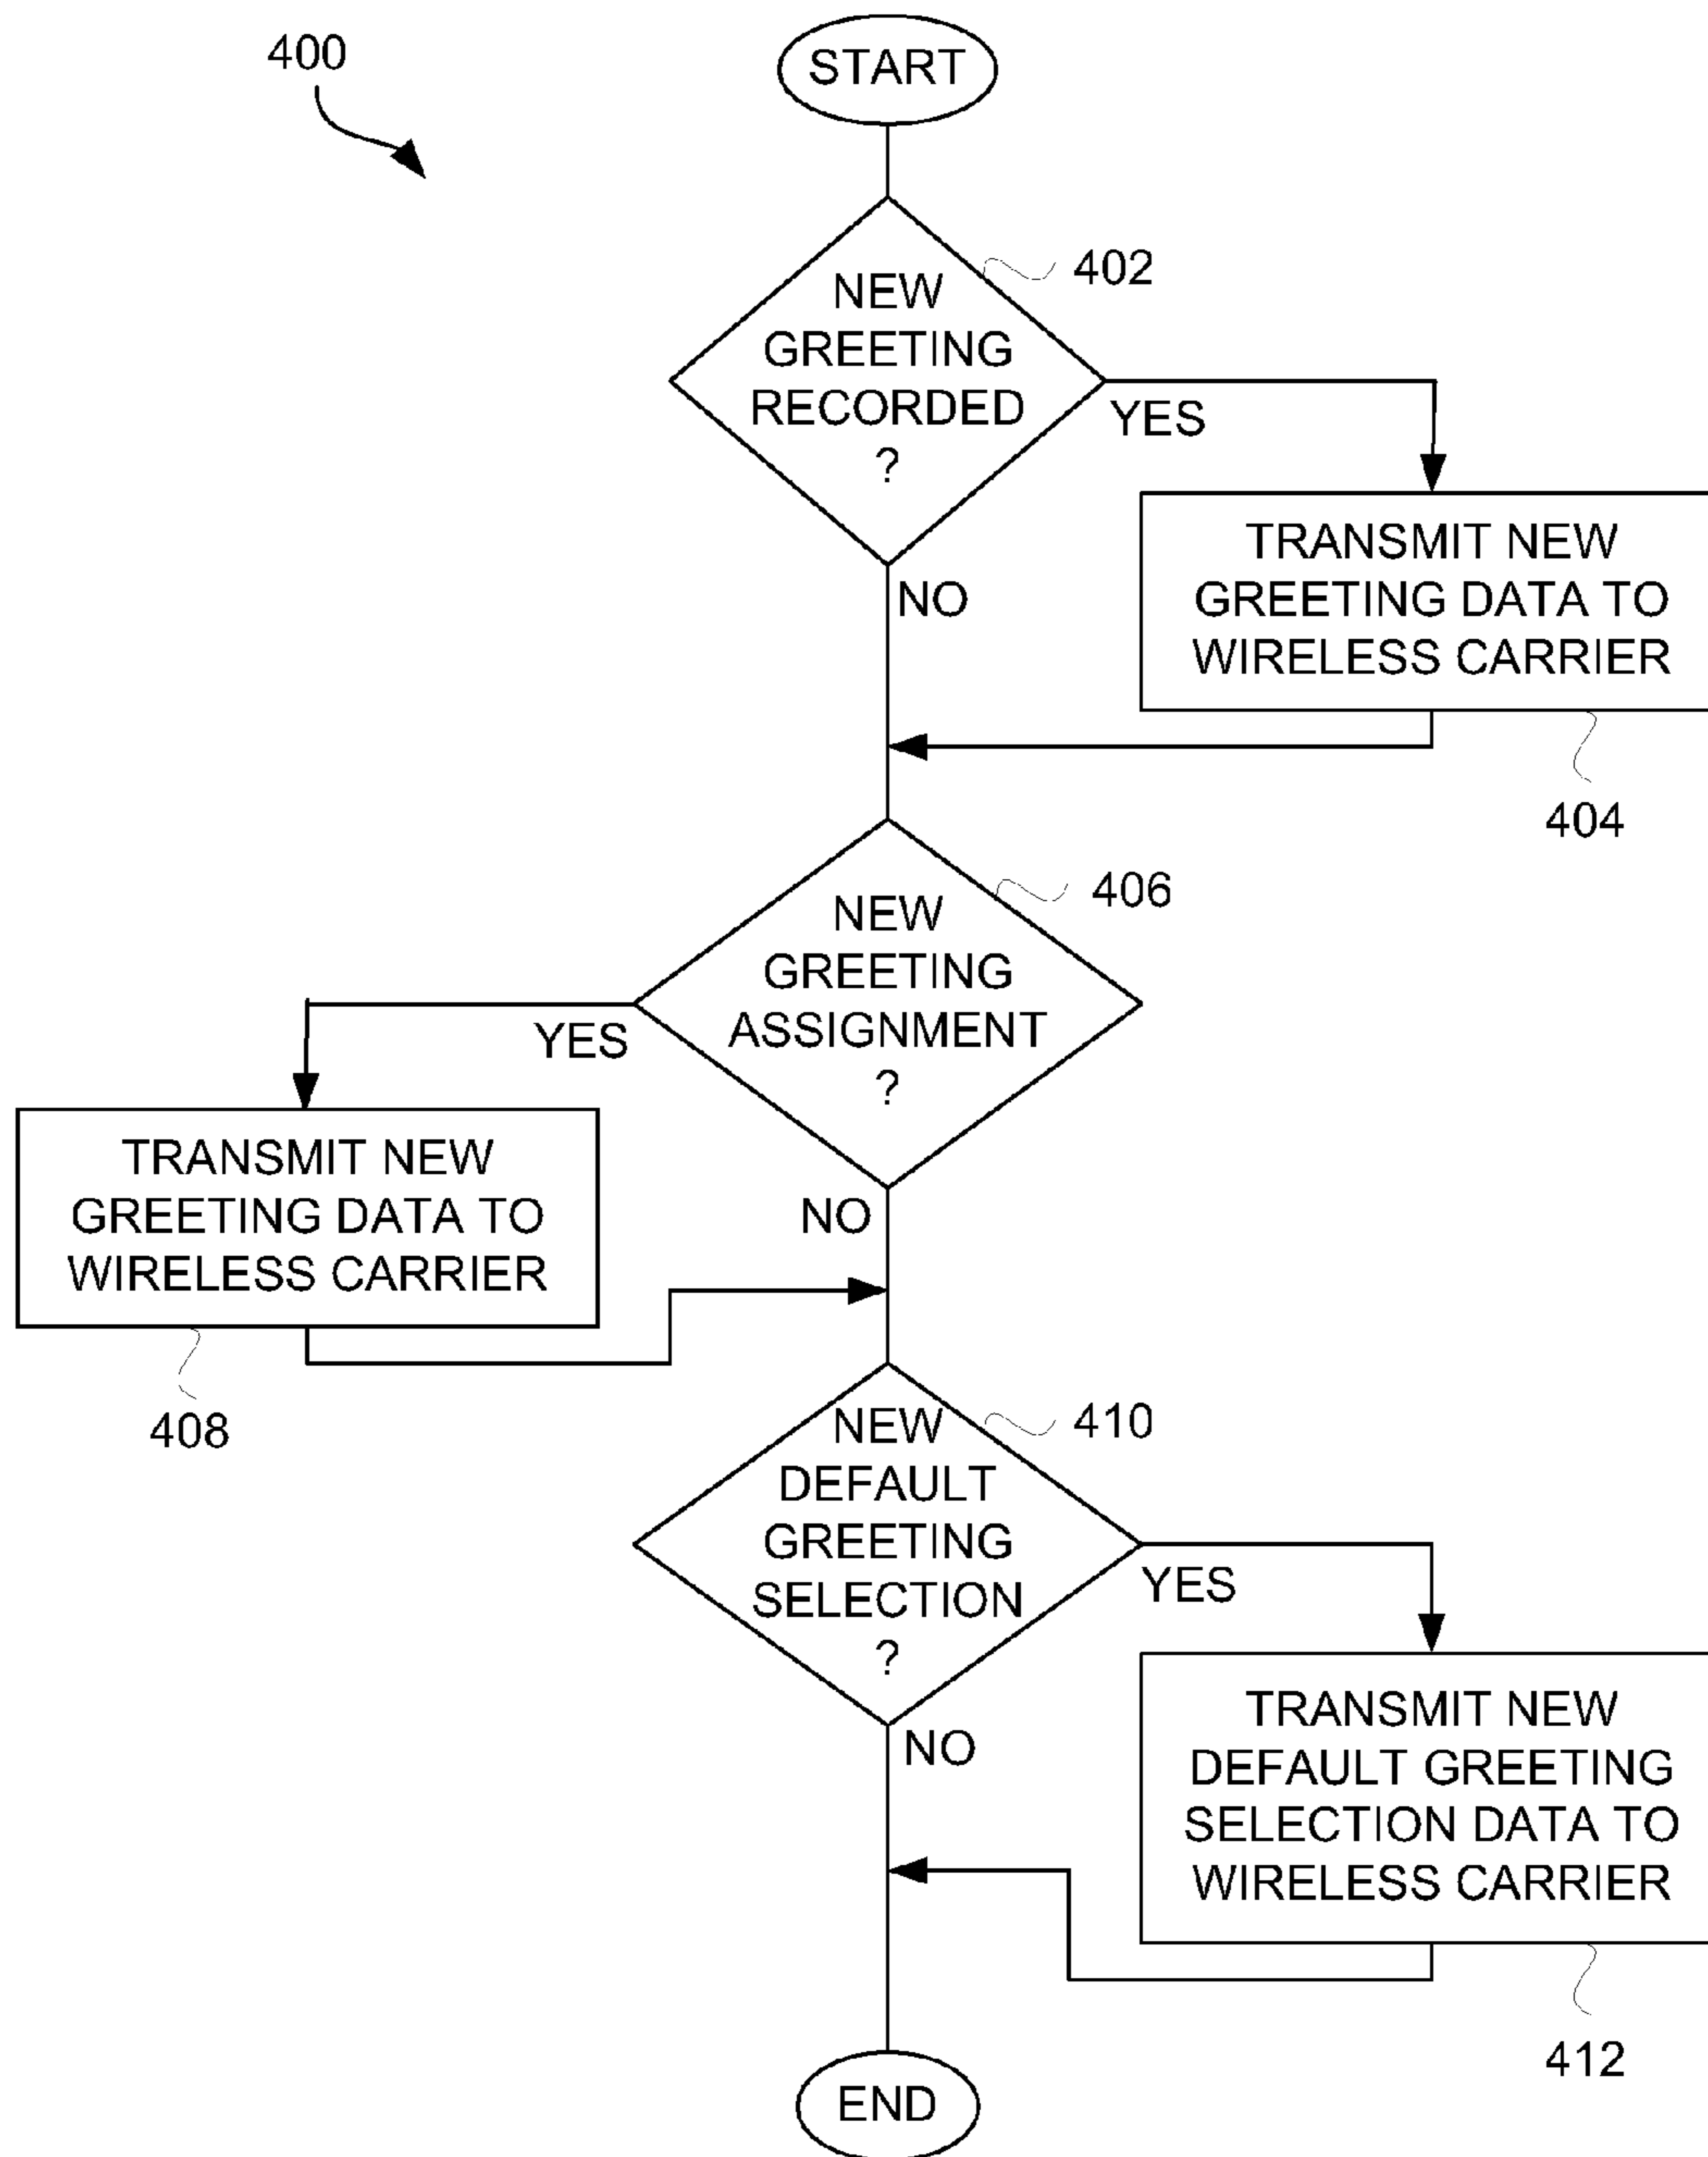 400
START
NEW
GREETING
RECORDED
?
402
YES
NO
TRANSMIT NEW
GREETING DATA TO
WIRELESS CARRIER
404
NEW
GREETING
ASSIGNMENT
?
406
YES
NO
TRANSMIT NEW
GREETING DATA TO
WIRELESS CARRIER
408
NEW
DEFAULT
GREETING
SELECTION
?
410
YES
NO
TRANSMIT NEW
DEFAULT GREETING
SELECTION DATA TO
WIRELESS CARRIER
412
END